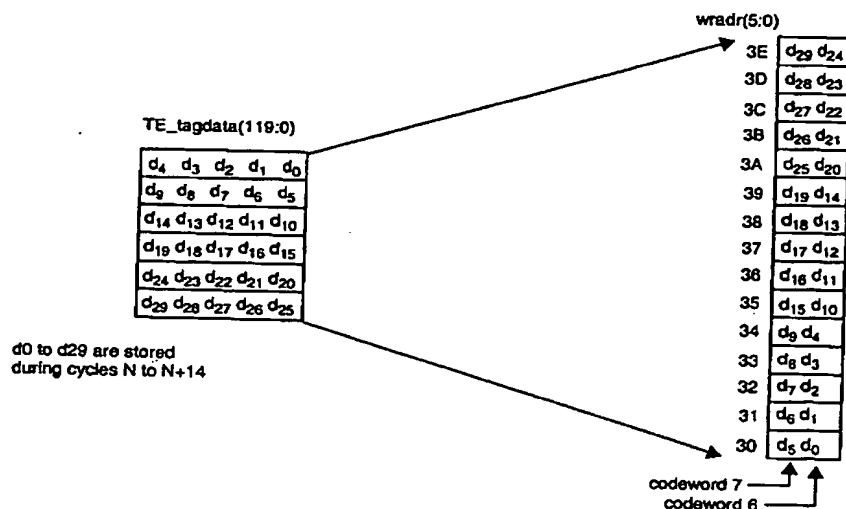 wradr(5:0)
TE_tagdata(119:0)
d4 d3 d2 d1 d0
d9 d8 d7 d6 d5
d14 d13 d12 d11 d10
d19 d18 d17 d16 d15
d24 d23 d22 d21 d20
d29 d28 d27 d26 d25
d0 to d29 are stored
during cycles N to N+14
3E d29 d24
3D d28 d23
3C d27 d22
3B d26 d21
3A d25 d20
39 d19 d14
38 d18 d13
37 d17 d12
36 d16 d11
35 d15 d10
34 d9 d4
33 d8 d3
32 d7 d2
31 d6 d1
30 d5 d0
codeword 7
codeword 6